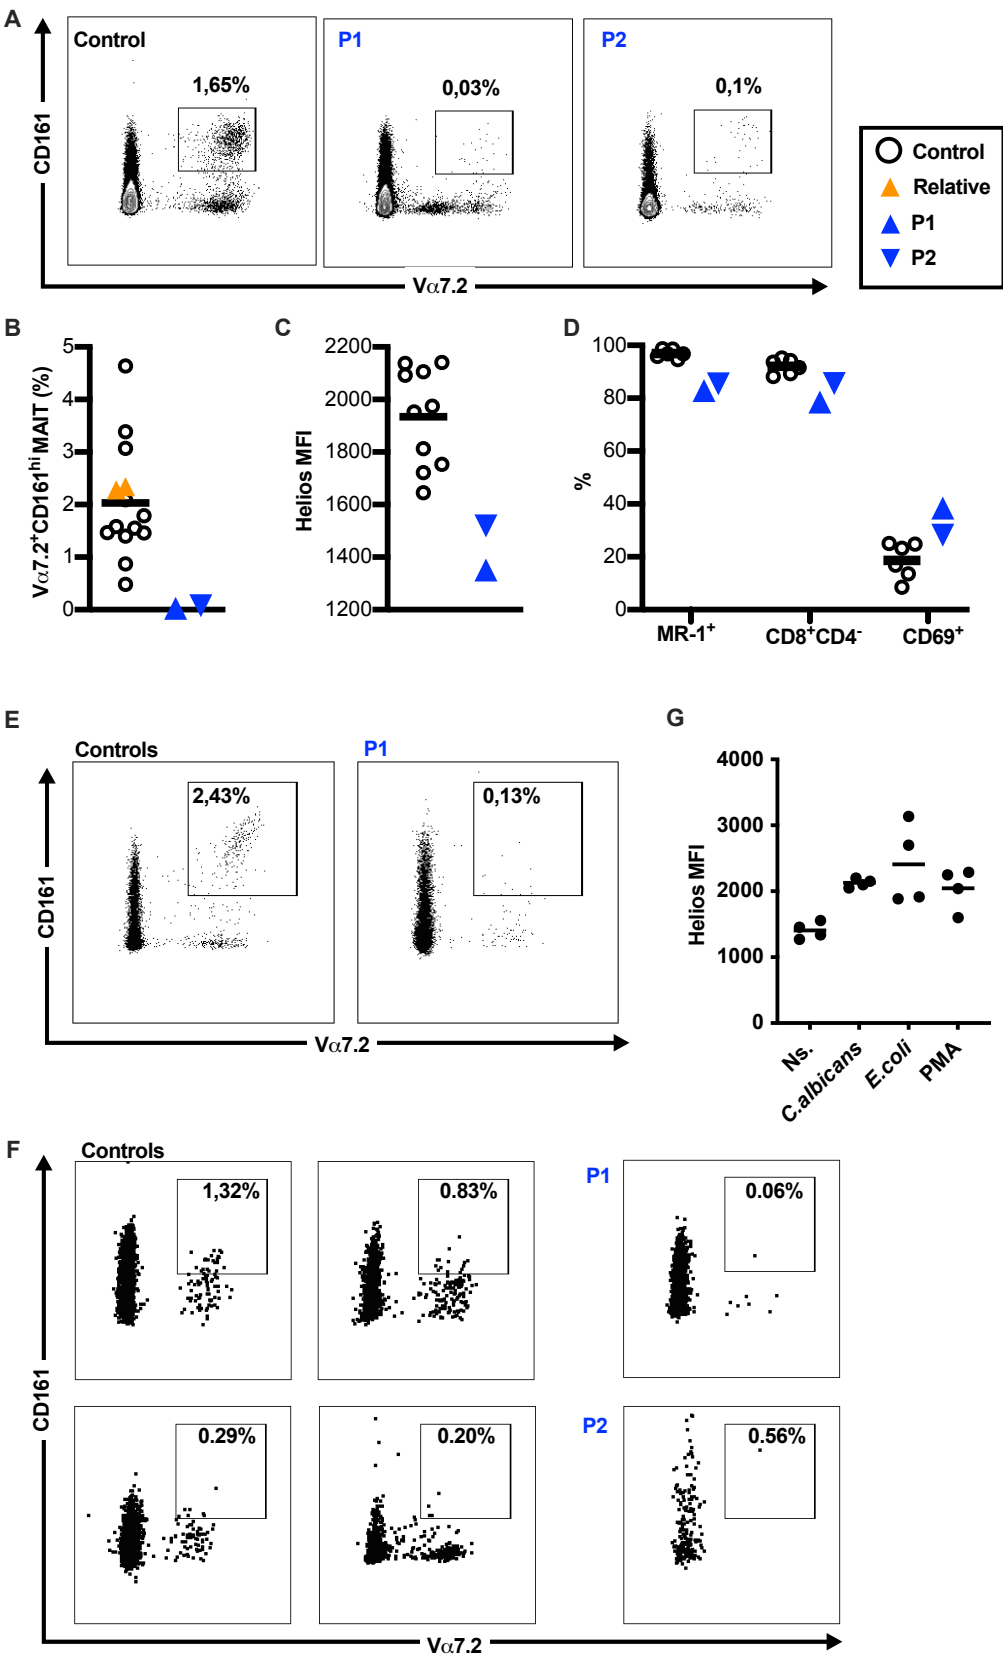 A
Control
P1
P2
1,65%
0,03%
0,1%
CD161
Vα7.2
Control
Relative
P1
P2
B
5
4
3
2
1
0
Vα7.2+CD161hi MAIT (%)
C
2200
2000
1800
1600
1400
1200
Helios MFI
D
100
80
60
40
20
0
%
MR-1+
CD8+CD4-
CD69+
E
Controls
P1
2,43%
0,13%
CD161
Vα7.2
G
4000
3000
2000
1000
0
Helios MFI
Ns.
C.albicans
E.coli
PMA
F
Controls
P1
1,32%
0.83%
0.06%
P2
0.29%
0.20%
0.56%
CD161
Vα7.2